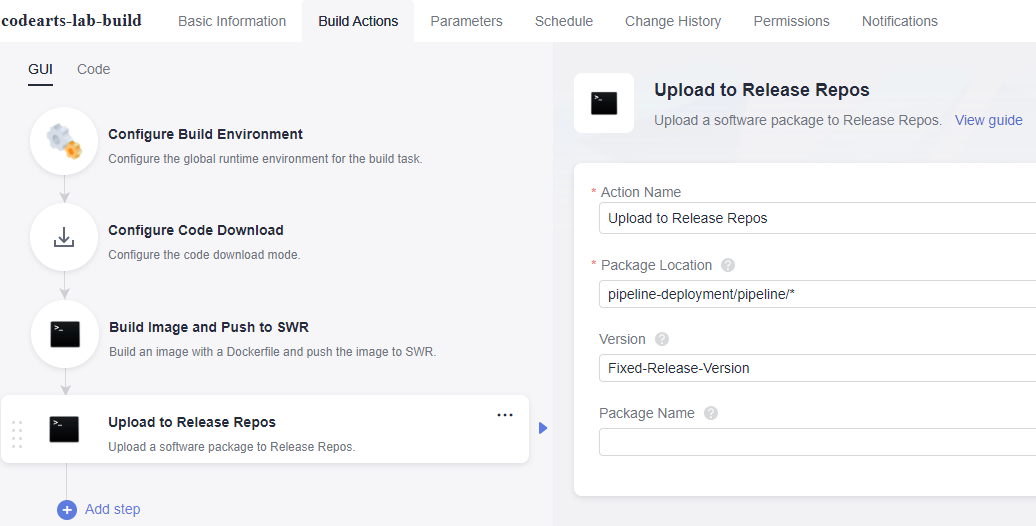 codearts-lab-build Basic Information Build Actions Parameters Schedule Change History Permissions Notifications
GUI Code
Configure Build Environment
Configure the global runtime environment for the build task.
Configure Code Download
Configure the code download mode.
Build Image and Push to SWR
Build an image with a Dockerfile and push the image to SWR.
Upload to Release Repos
Upload a software package to Release Repos.
Add step
Upload to Release Repos
Upload a software package to Release Repos. View guide
* Action Name
Upload to Release Repos
* Package Location ?
pipeline-deployment/pipeline/*
Version ?
Fixed-Release-Version
Package Name ?